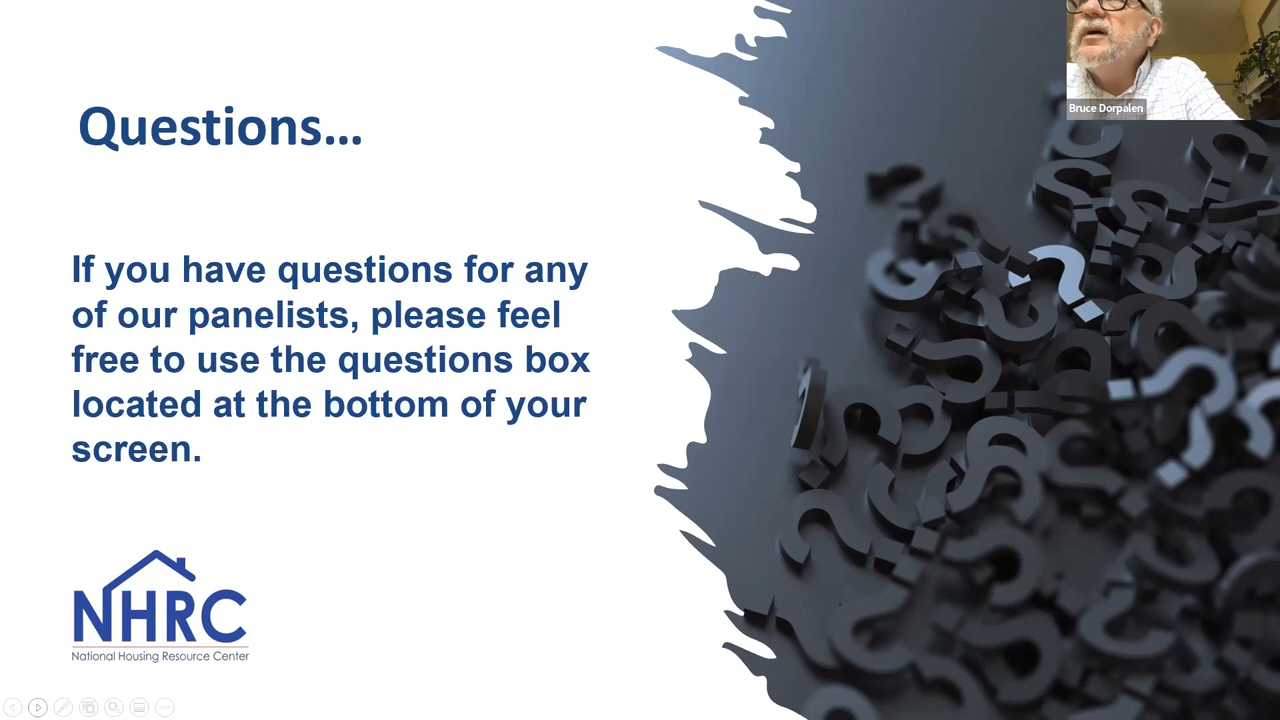 Bruce Dorpalen
Questions...
If you have questions for any
of our panelists, please feel
free to use the questions box
located at the bottom of your
screen.
NHRC
National Housing Resource Center